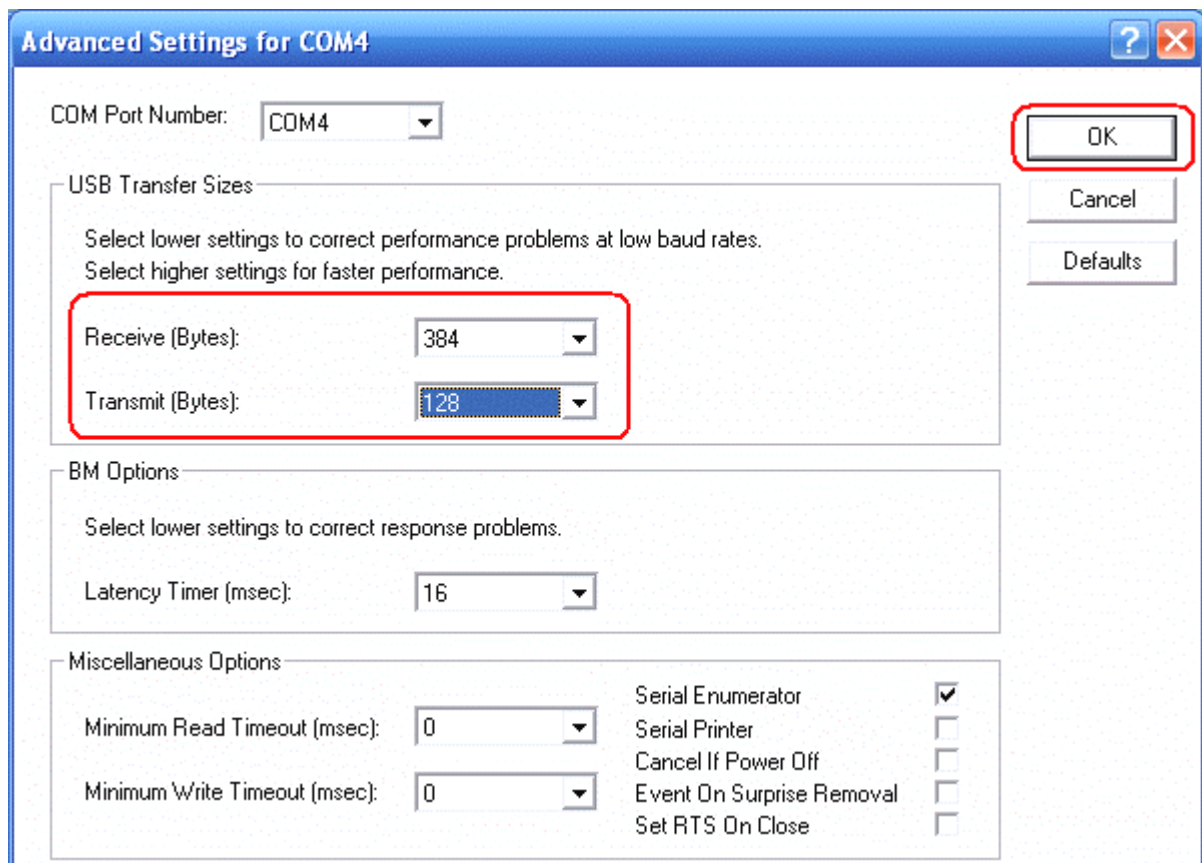 Advanced Settings for COM4
COM Port Number: COM4
OK
USB Transfer Sizes
Cancel
Select lower settings to correct performance problems at low baud rates.
Select higher settings for faster performance.
Defaults
Receive (Bytes): 384
Transmit (Bytes): 128
BM Options
Select lower settings to correct response problems.
Latency Timer (msec): 16
Miscellaneous Options
Minimum Read Timeout (msec): 0
Minimum Write Timeout (msec): 0
Serial Enumerator
Serial Printer
Cancel If Power Off
Event On Surprise Removal
Set RTS On Close